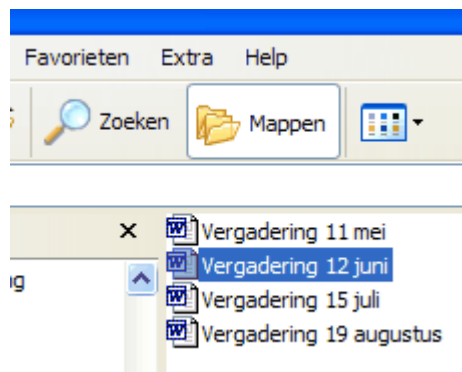 Favorieten Extra Help
Zoeken Mappen
Vergadering 11 mei
Vergadering 12 juni
Vergadering 15 juli
Vergadering 19 augustus